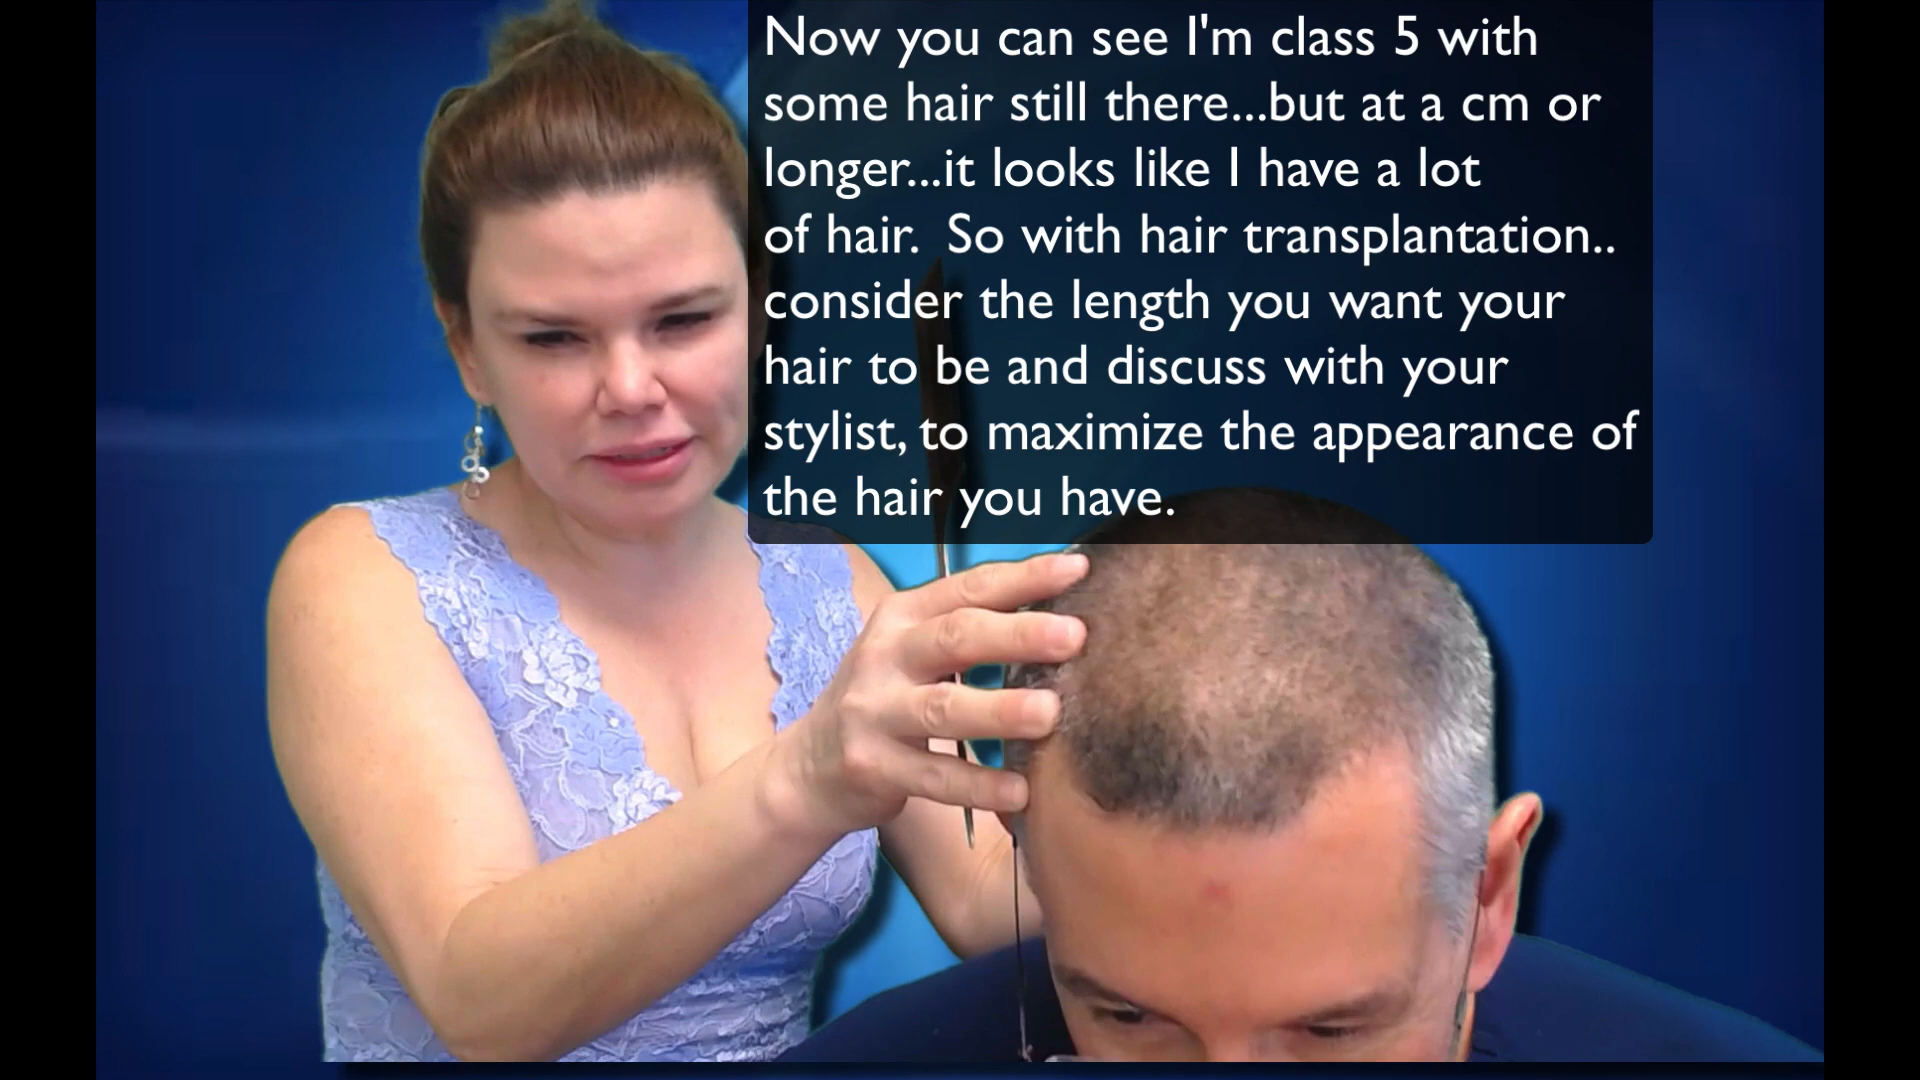 Now you can see I'm class 5 with
some hair still there...but at a cm or
longer...it looks like I have a lot
of hair.  So with hair transplantation..
consider the length you want your
hair to be and discuss with your
stylist, to maximize the appearance of
the hair you have.